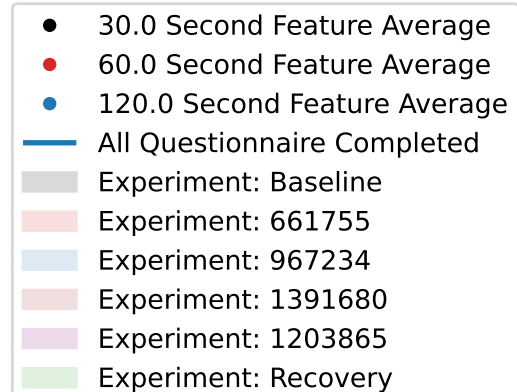 30.0 Second Feature Average
60.0 Second Feature Average
120.0 Second Feature Average
All Questionnaire Completed
Experiment: Baseline
Experiment: 661755
Experiment: 967234
Experiment: 1391680
Experiment: 1203865
Experiment: Recovery